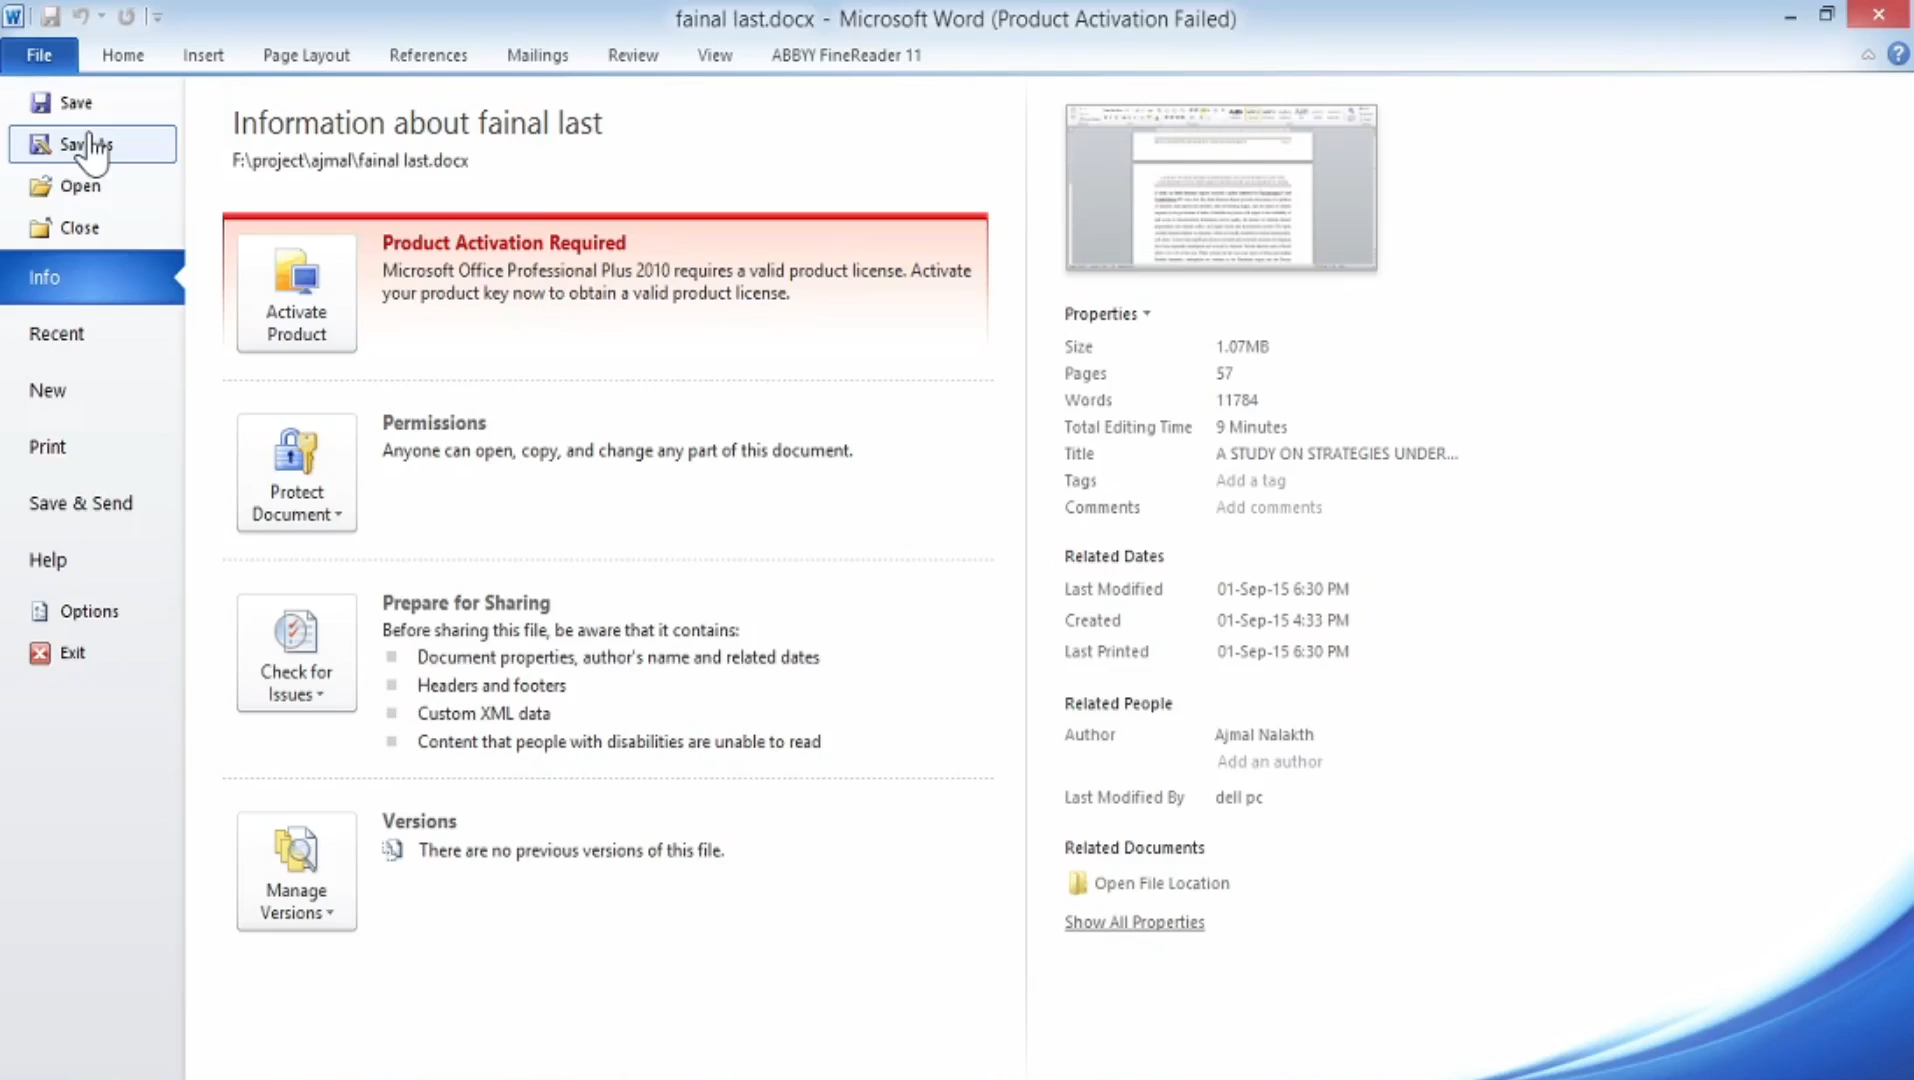 fainal last.docx - Microsoft Word (Product Activation Failed)
File Home Insert Page Layout References Mailings Review View ABBYY FineReader 11
Save
Save As
Open
Close
Info
Recent
New
Print
Save & Send
Help
Options
Exit
Information about fainal last
F:\project\ajmal\fainal last.docx
Activate
Product
Product Activation Required
Microsoft Office Professional Plus 2010 requires a valid product license. Activate
your product key now to obtain a valid product license.
Protect
Document
Permissions
Anyone can open, copy, and change any part of this document.
Check for
Issues
Prepare for Sharing
Before sharing this file, be aware that it contains:
Document properties, author's name and related dates
Headers and footers
Custom XML data
Content that people with disabilities are unable to read
Manage
Versions
Versions
There are no previous versions of this file.
Properties
Size 1.07MB
Pages 57
Words 11784
Total Editing Time 9 Minutes
Title A STUDY ON STRATEGIES UNDER...
Tags Add a tag
Comments Add comments
Related Dates
Last Modified 01-Sep-15 6:30 PM
Created 01-Sep-15 4:33 PM
Last Printed 01-Sep-15 6:30 PM
Related People
Author Ajmal Nalakth
Add an author
Last Modified By dell pc
Related Documents
Open File Location
Show All Properties